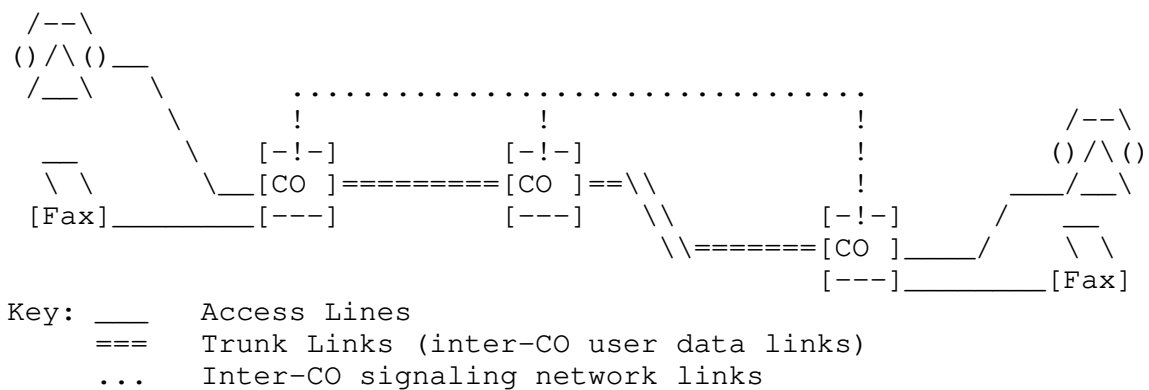 [CO ] [CO ]
[Fax]
[CO ]
[Fax]
Key: ___ Access Lines
=== Trunk Links (inter-CO user data links)
... Inter-CO signaling network links